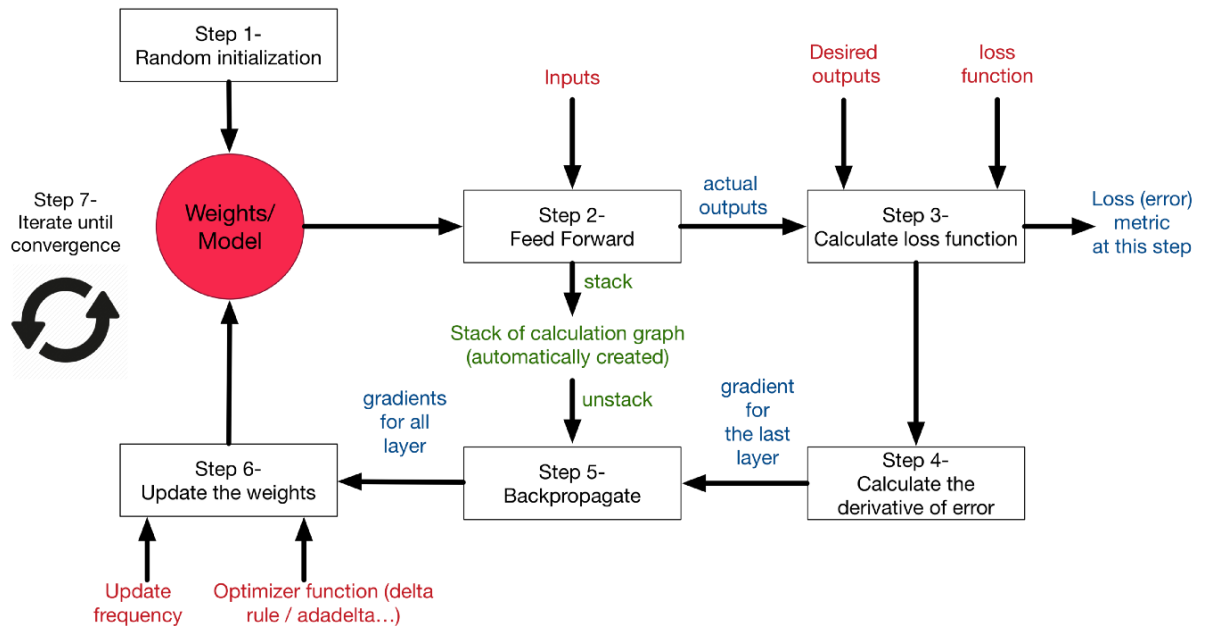 Step 1-
Random initialization
Inputs
Desired
outputs
loss
function
Step 7-
Iterate until
convergence
Weights/
Model
Step 2-
Feed Forward
actual
outputs
Step 3-
Calculate loss function
Loss (error)
metric
at this step
stack
Stack of calculation graph
(automatically created)
unstack
gradients
for all
layer
gradient
for
the last
layer
Step 6-
Update the weights
Step 5-
Backpropagate
Step 4-
Calculate the
derivative of error
Update
frequency
Optimizer function (delta
rule / adadelta...)